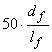 50 · d_f / l_f